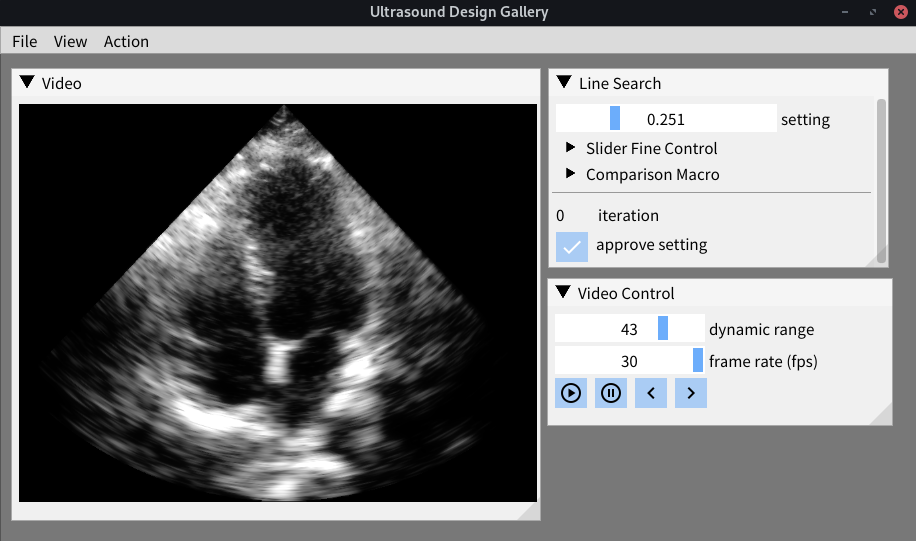 Ultrasound Design Gallery
File View Action
Video
Line Search
0.251 setting
Slider Fine Control
Comparison Macro
0 iteration
approve setting
Video Control
43 dynamic range
30 frame rate (fps)